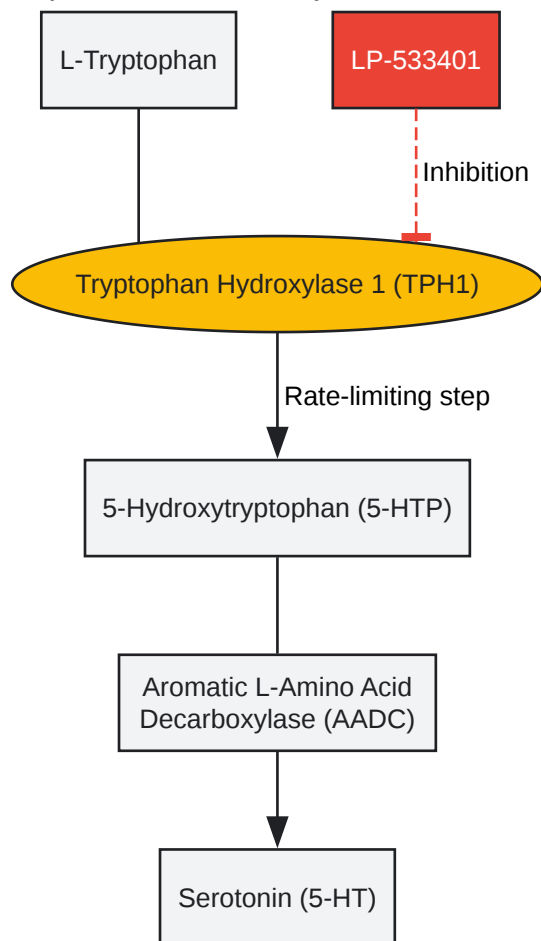 L-Tryptophan
LP-533401
Inhibition
Tryptophan Hydroxylase 1 (TPH1)
Rate-limiting step
5-Hydroxytryptophan (5-HTP)
Aromatic L-Amino Acid
Decarboxylase (AADC)
Serotonin (5-HT)